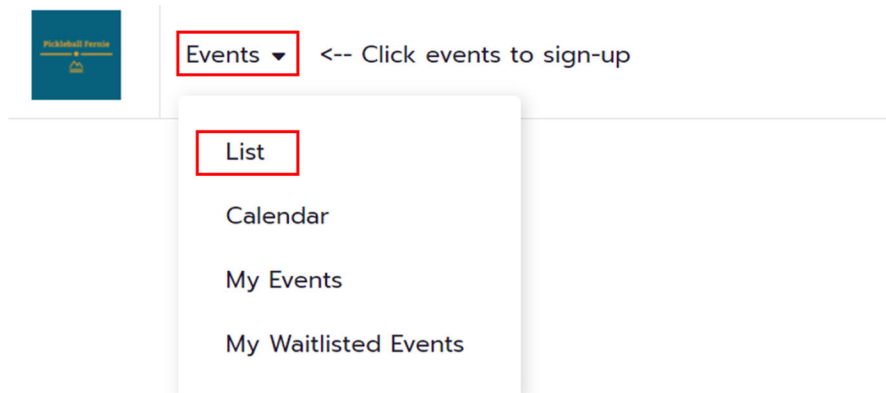 Pickleball Fernie
Events <-- Click events to sign-up
List
Calendar
My Events
My Waitlisted Events